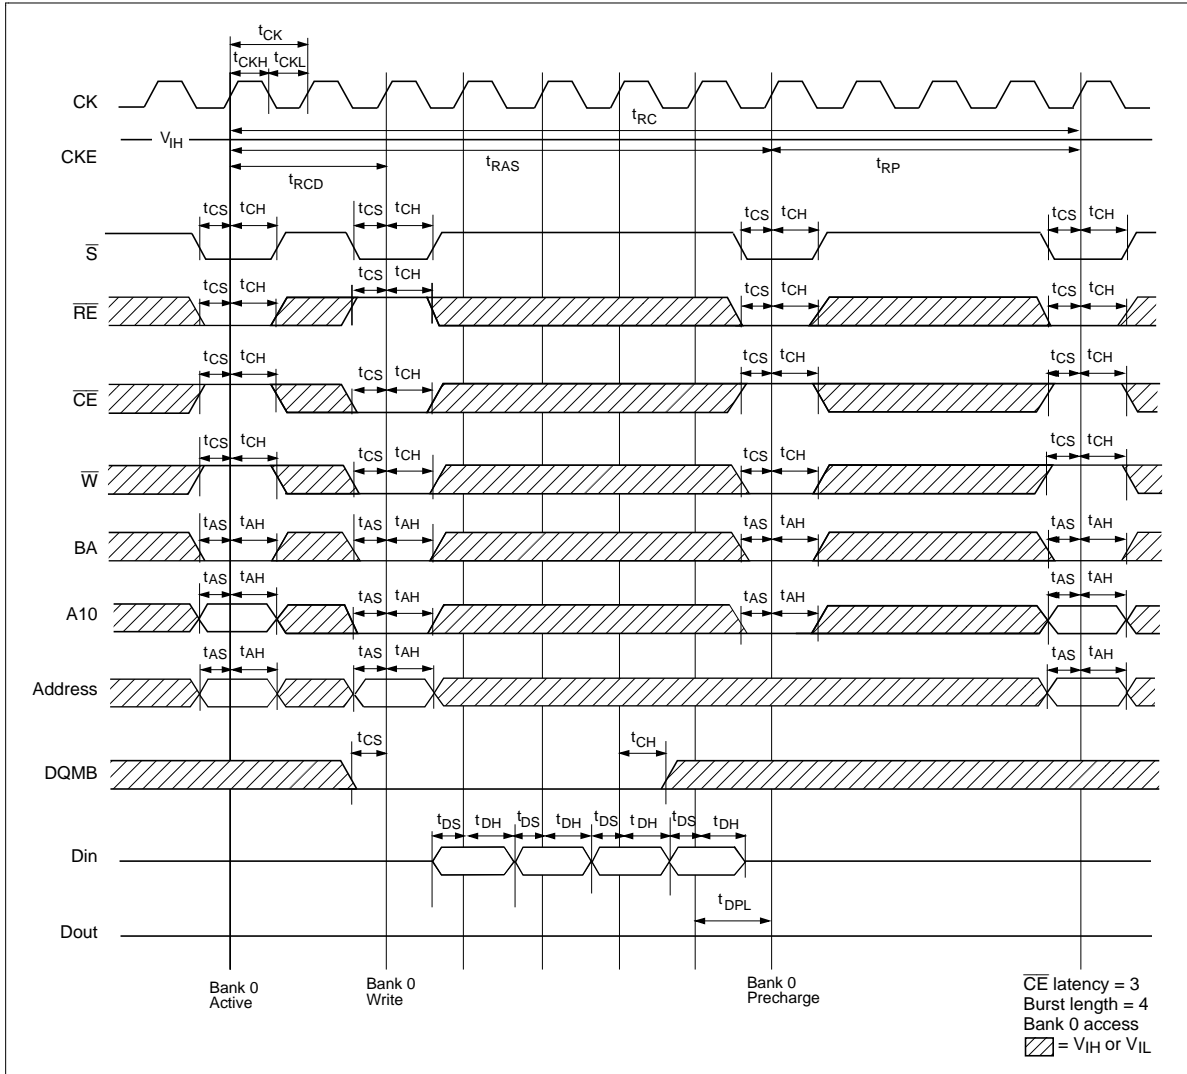 tCK
tCKH tCKL
CK
tRC
VIH
CKE
tRAS tRP
tRCD
tCS tCH tCS tCH tCS tCH tCS tCH
S
tCS tCH
tCS tCH tCS tCH tCS tCH
RE
tCS tCH tCS tCH tCS tCH tCS tCH
CE
tCS tCH tCS tCH tCS tCH tCS tCH
W
tAS tAH tAS tAH tAS tAH tAS tAH
BA
tAS tAH tAS tAH tAS tAH tAS tAH
A10
tAS tAH tAS tAH tAS tAH
Address
tCS tCH
DQMB
tDS tDH tDS tDH tDS tDH tDS tDH
Din
tDPL
Dout
Bank 0
Active
Bank 0
Write
Bank 0
Precharge
CE latency = 3
Burst length = 4
Bank 0 access
= VIH or VIL